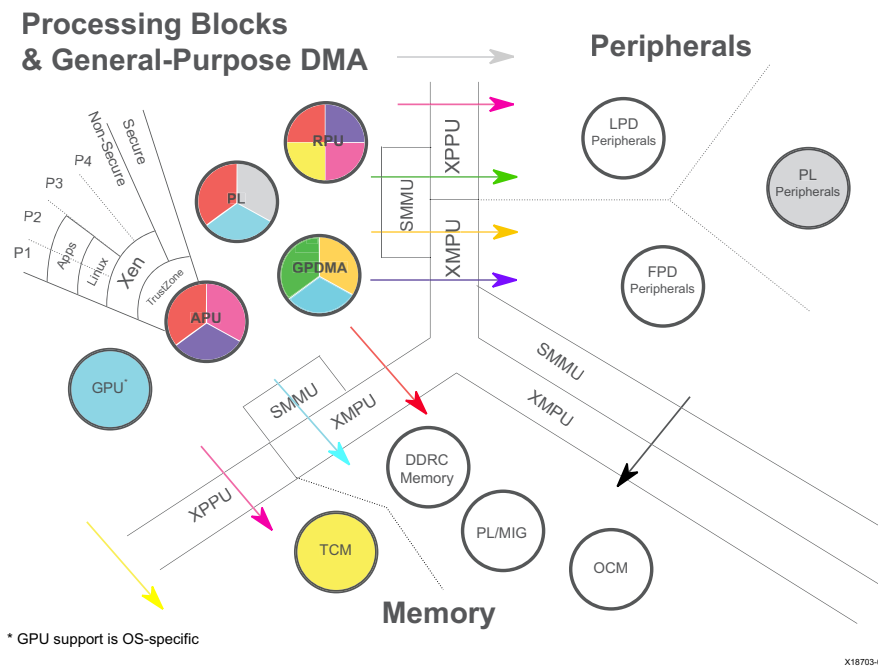 Processing Blocks
& General-Purpose DMA
Peripherals
Secure
Non-Secure
P4
P3
P2
P1
Apps
Linux
Xen
TrustZone
RPU
PL
GPDMA
APU
GPU*
SMMU
XPPU
XMPU
LPD
Peripherals
PL
Peripherals
FPD
Peripherals
SMMU
XMPU
SMMU
XMPU
XPPU
DDRC
Memory
PL/MIG
TCM
OCM
Memory
* GPU support is OS-specific